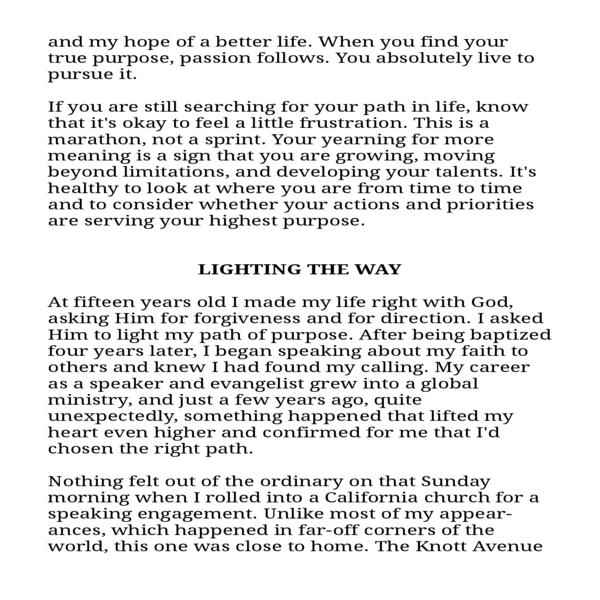 and my hope of a better life. When you find your
true purpose, passion follows. You absolutely live to
pursue it.
If you are still searching for your path in life, know
that it's okay to feel a little frustration. This is a
marathon, not a sprint. Your yearning for more
meaning is a sign that you are growing, moving
beyond limitations, and developing your talents. It's
healthy to look at where you are from time to time
and to consider whether your actions and priorities
are serving your highest purpose.
LIGHTING THE WAY
At fifteen years old I made my life right with God,
asking Him for forgiveness and for direction. I asked
Him to light my path of purpose. After being baptized
four years later, I began speaking about my faith to
others and knew I had found my calling. My career
as a speaker and evangelist grew into a global
ministry, and just a few years ago, quite
unexpectedly, something happened that lifted my
heart even higher and confirmed for me that I'd
chosen the right path.
Nothing felt out of the ordinary on that Sunday
morning when I rolled into a California church for a
speaking engagement. Unlike most of my appear-
ances, which happened in far-off corners of the
world, this one was close to home. The Knott Avenue